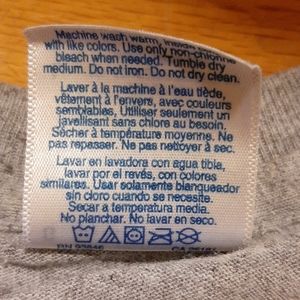 Machine wash warm, inside
with like colors. Use only non-chlorine
bleach when needed. Tumble dry
medium. Do not iron. Do not dry clean.
Laver à la machine à l'eau tiède,
vêtement à l'envers, avec couleurs
semblables. Utiliser seulement un
javellisant sans chlore au besoin.
Sécher à température moyenne. Ne
pas repasser. Ne pas nettoyer à sec.
Lavar en lavadora con agua tibia,
lavar por el revés, con colores
similares. Usar solamente blanqueador
sin cloro cuando se necesite.
Secar a temperatura media.
No planchar. No lavar en seco.
RN CA